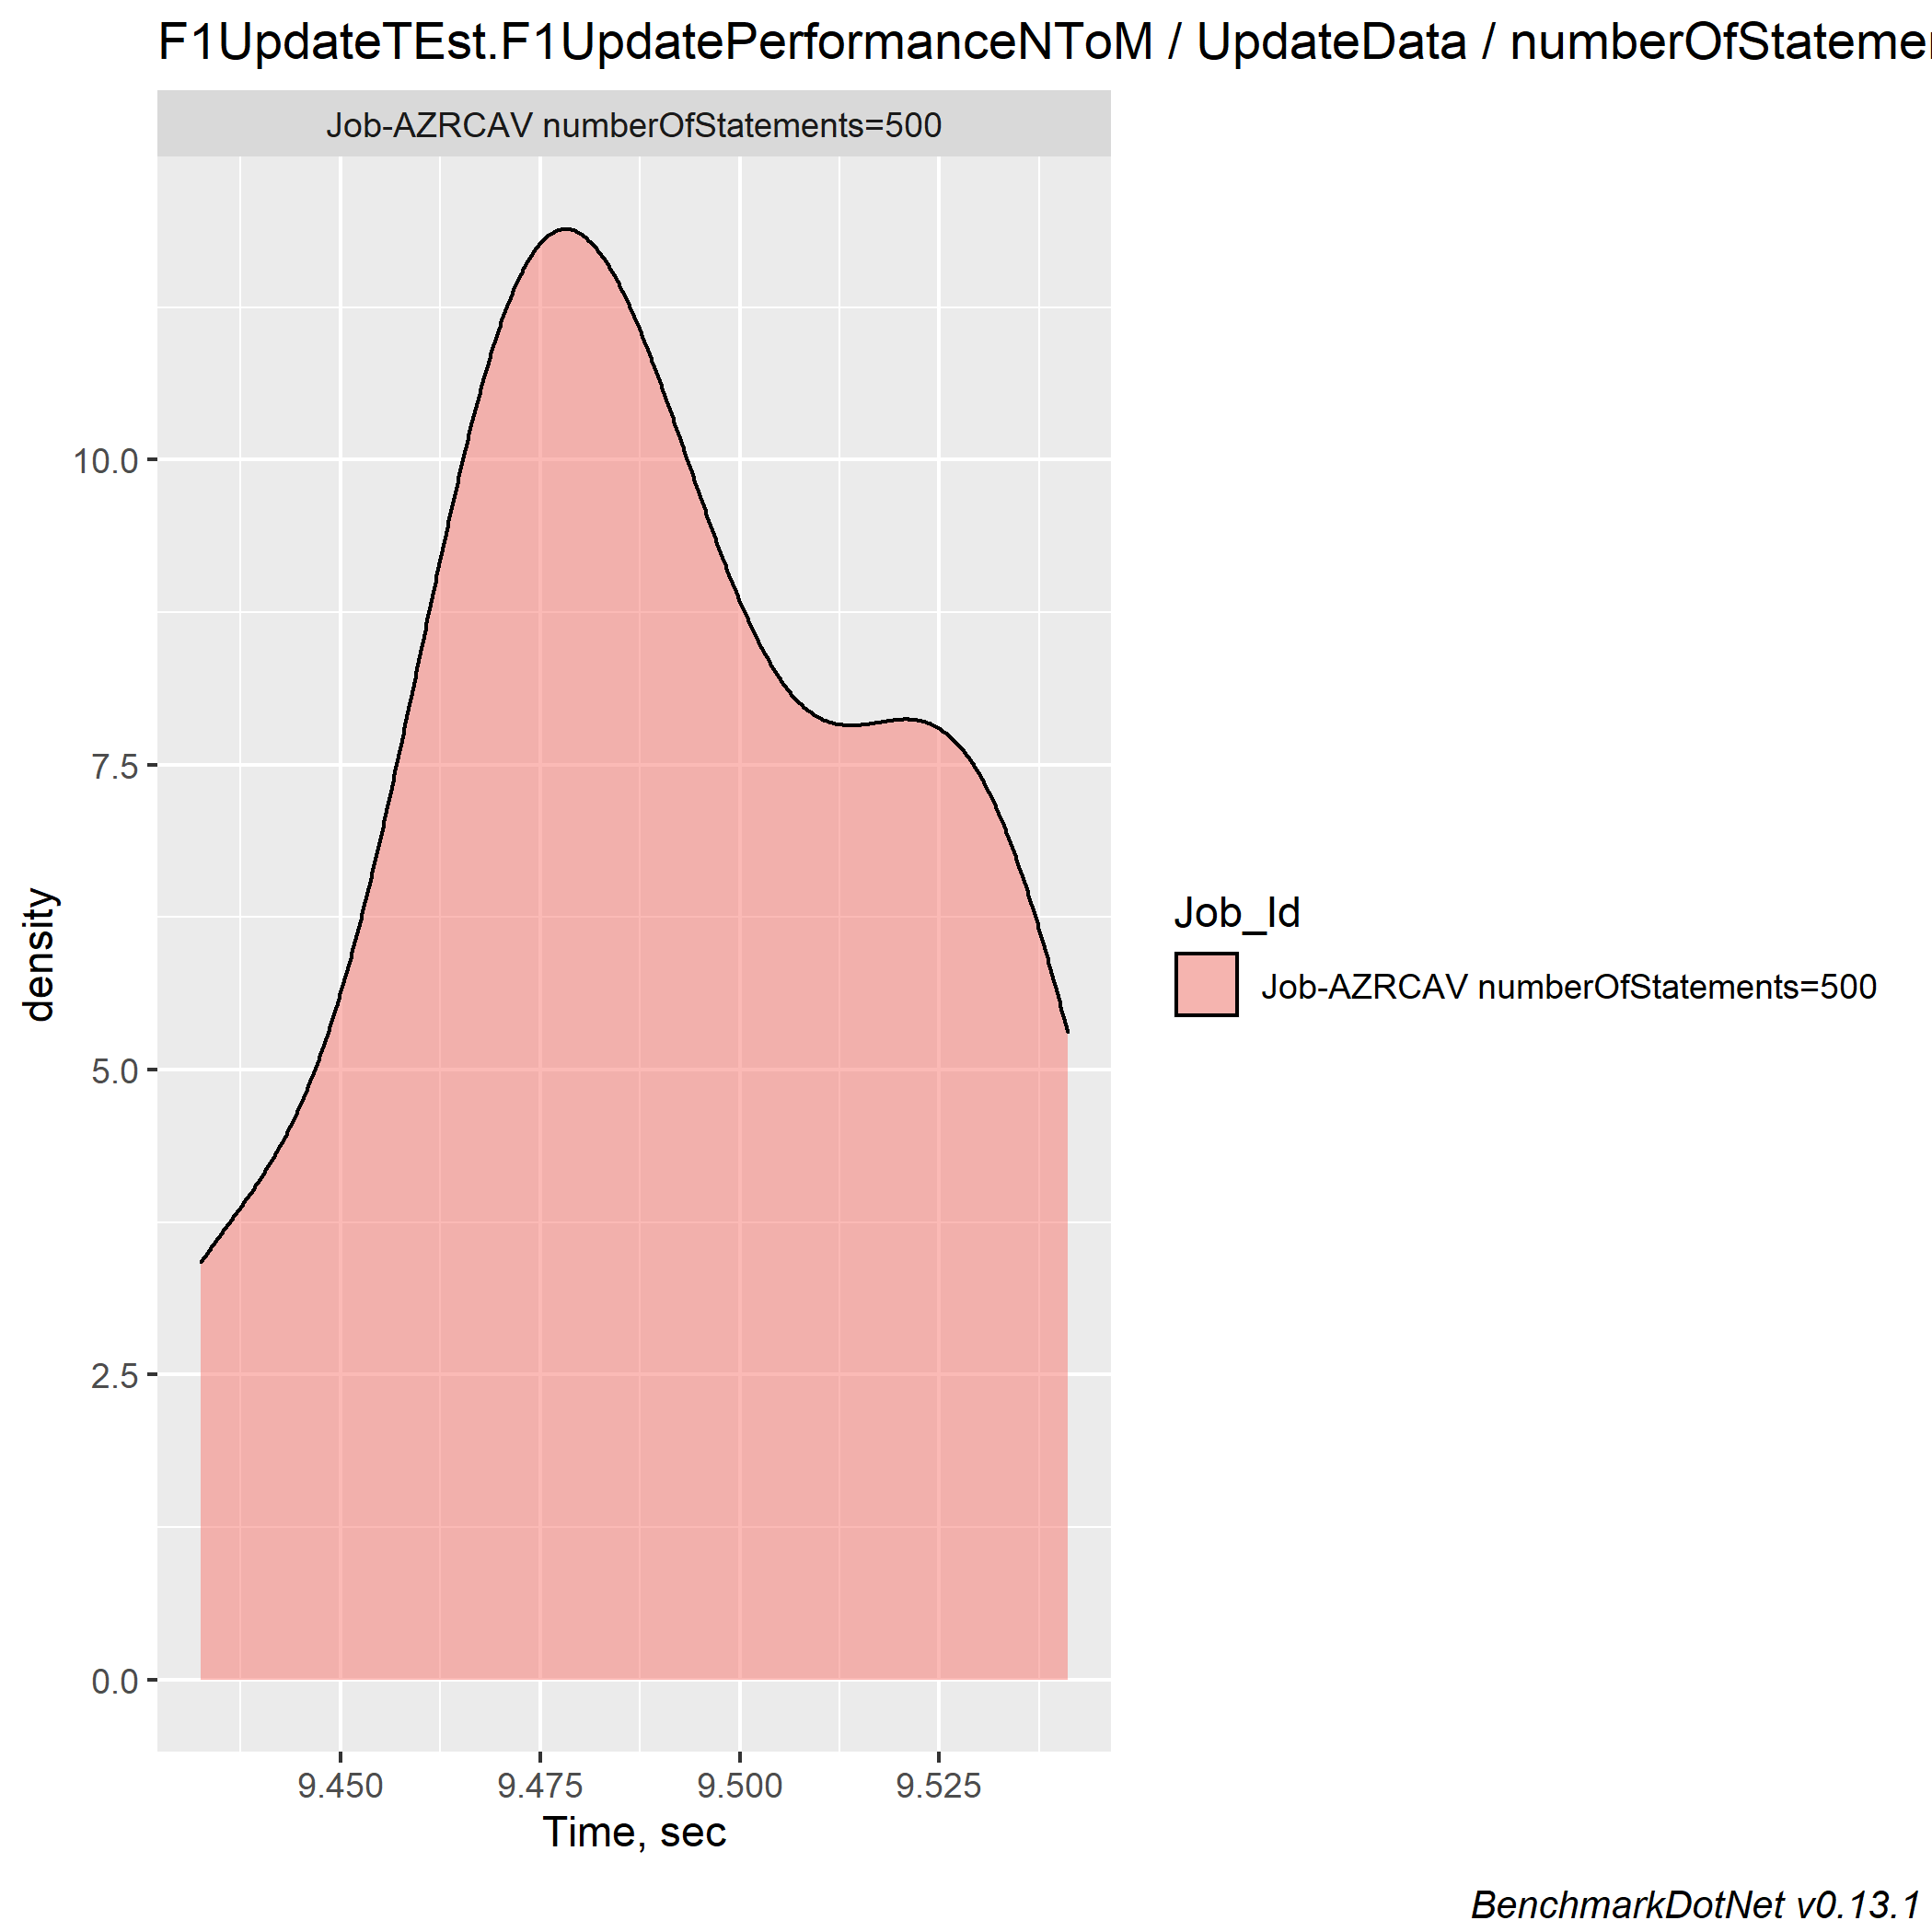 F1UpdateTEst.F1UpdatePerformanceNToM / UpdateData / numberOfStatemen
Job-AZRCAV numberOfStatements=500
10.0
7.5
5.0
2.5
0.0
density
9.450 9.475 9.500 9.525
Time, sec
Job_Id
Job-AZRCAV numberOfStatements=500
BenchmarkDotNet v0.13.1